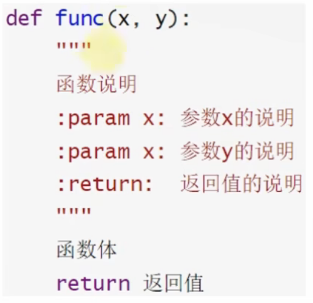 def func(x, y):
"""
函数说明
:param x: 参数x的说明
:param x: 参数y的说明
:return: 返回值的说明
"""
函数体
return 返回值